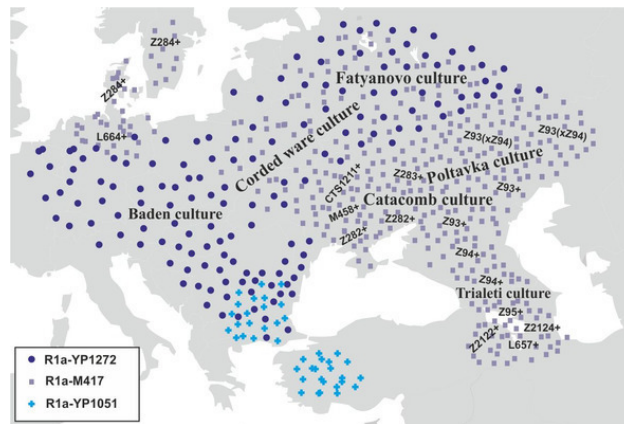 Z284+
Z284+
L664+
Fatyanovo culture
Corded ware culture
Z93(xZ94)
Z93(xZ94)
CTS1211+
Z283+
Poltavka culture
Z93+
Baden culture
M458+
Catacomb culture
Z282+
Z282+
Z93+
Z94+
Z94+
Trialeti culture
Z95+
Z2122+
Z2124+
L657+
R1a-YP1272
R1a-M417
R1a-YP1051